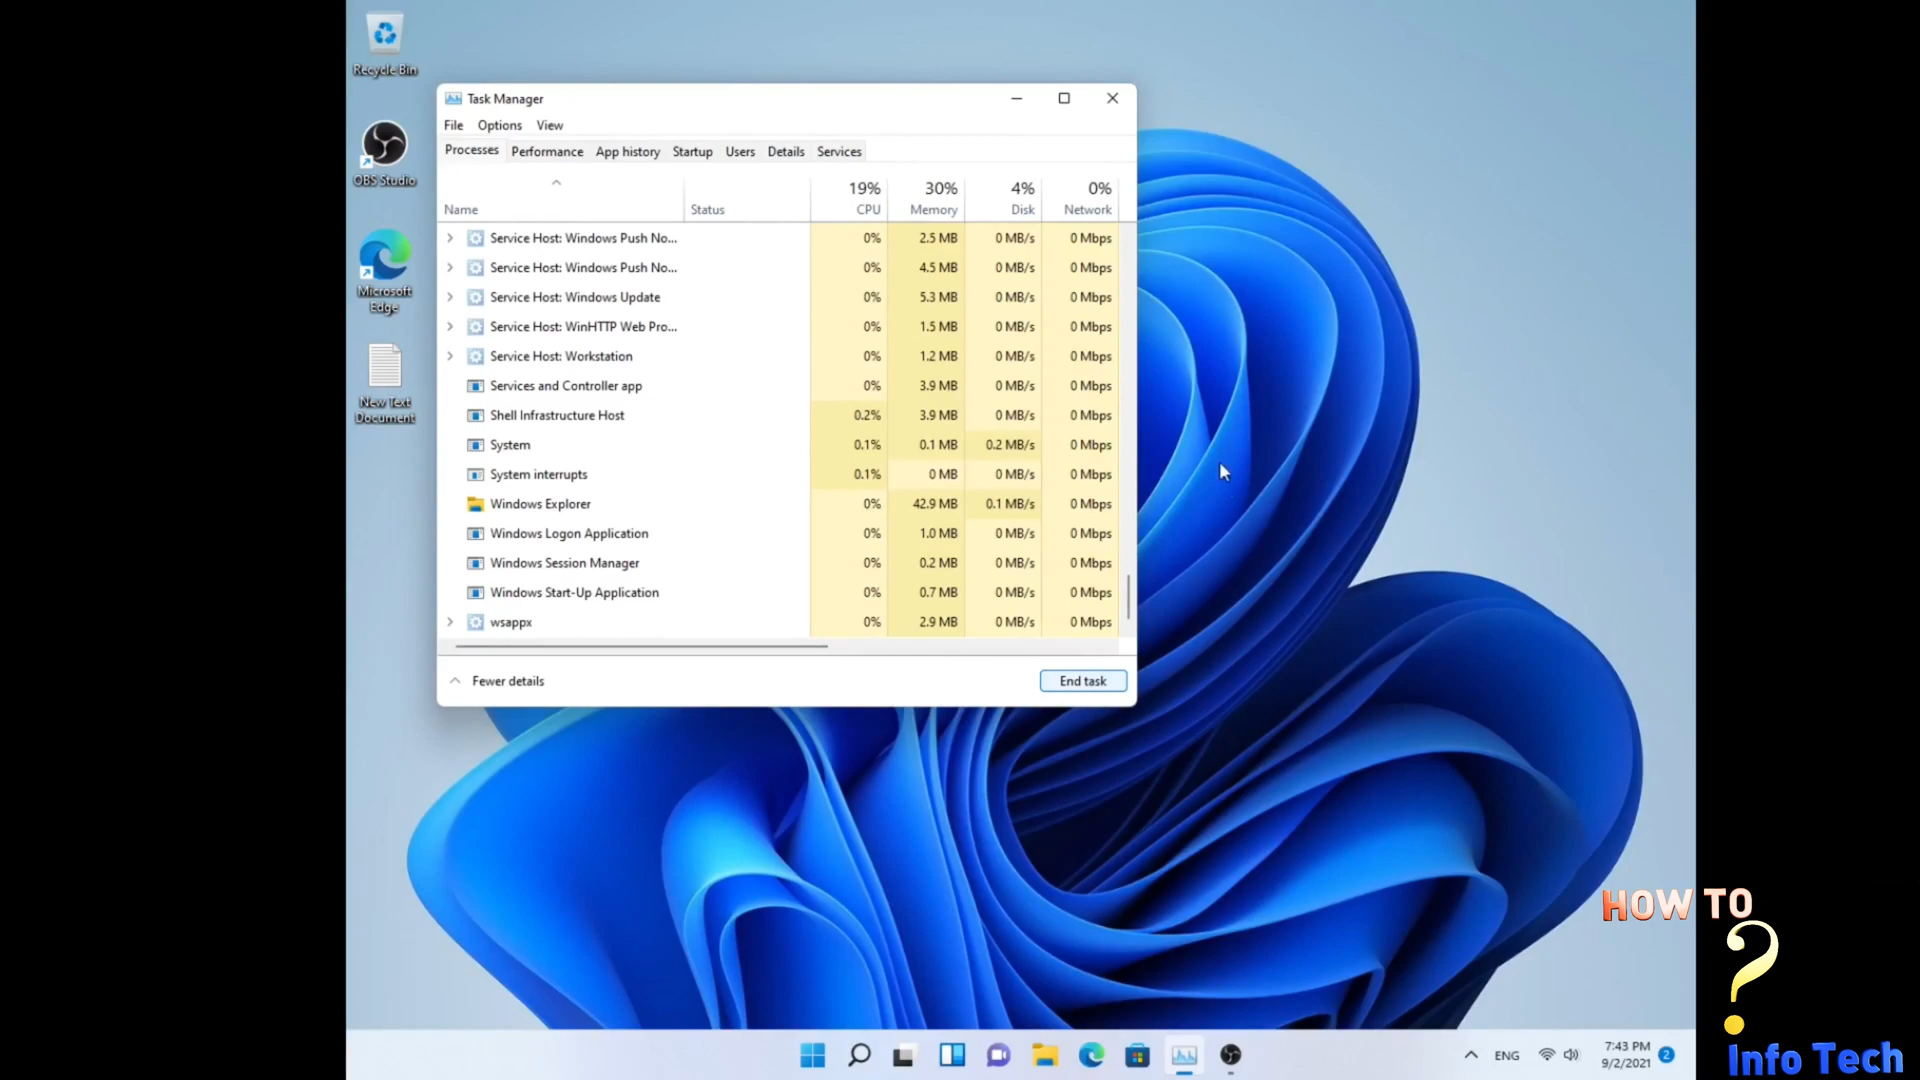 Recycle Bin
OBS Studio
Microsoft
Edge
New Text
Document
Task Manager
File Options View
Processes Performance App history Startup Users Details Services
19% 30% 4% 0%
Name Status CPU Memory Disk Network
Service Host: Windows Push No... 0% 2.5 MB 0 MB/s 0 Mbps
Service Host: Windows Push No... 0% 4.5 MB 0 MB/s 0 Mbps
Service Host: Windows Update 0% 5.3 MB 0 MB/s 0 Mbps
Service Host: WinHTTP Web Pro... 0% 1.5 MB 0 MB/s 0 Mbps
Service Host: Workstation 0% 1.2 MB 0 MB/s 0 Mbps
Services and Controller app 0% 3.9 MB 0 MB/s 0 Mbps
Shell Infrastructure Host 0.2% 3.9 MB 0 MB/s 0 Mbps
System 0.1% 0.1 MB 0.2 MB/s 0 Mbps
System interrupts 0.1% 0 MB 0 MB/s 0 Mbps
Windows Explorer 0% 42.9 MB 0.1 MB/s 0 Mbps
Windows Logon Application 0% 1.0 MB 0 MB/s 0 Mbps
Windows Session Manager 0% 0.2 MB 0 MB/s 0 Mbps
Windows Start-Up Application 0% 0.7 MB 0 MB/s 0 Mbps
wsappx 0% 2.9 MB 0 MB/s 0 Mbps
Fewer details End task
HOW TO
?
Info Tech
ENG 7:43 PM
9/2/2021 2